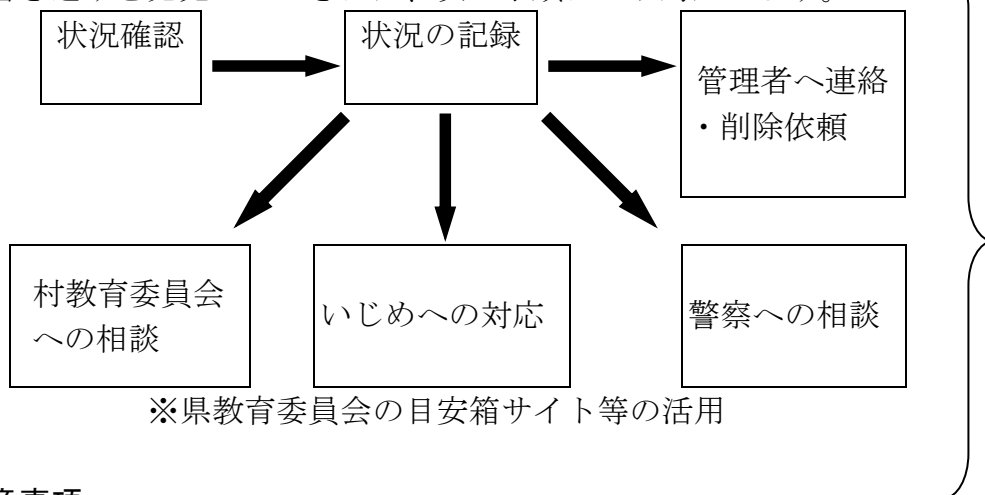 状況確認
状況の記録
管理者へ連絡
・削除依頼
村教育委員会
への相談
いじめへの対応
警察への相談
※県教育委員会の目安箱サイト等の活用